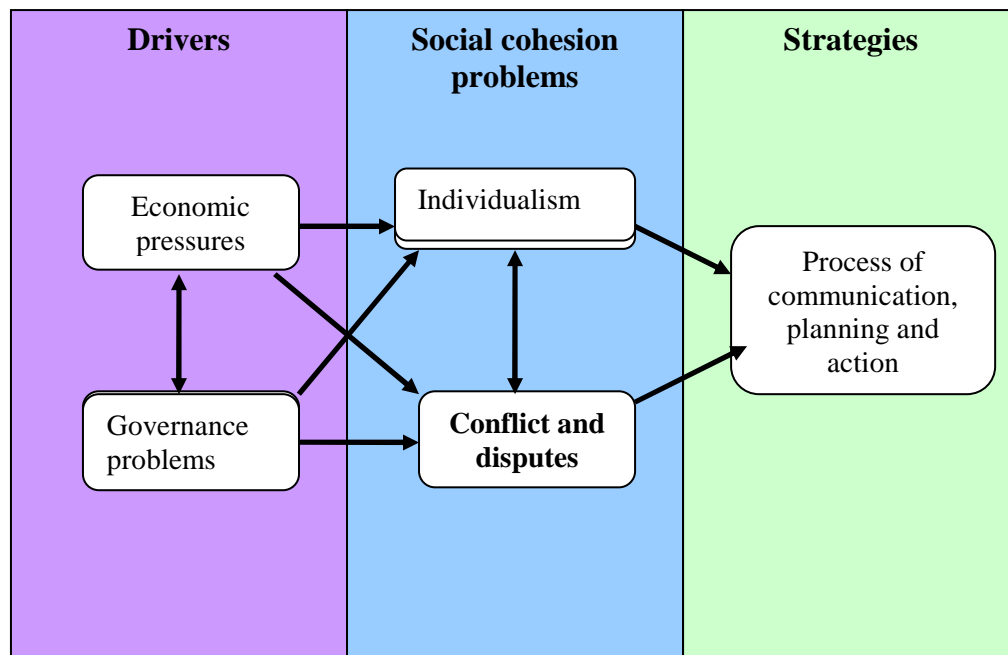 Drivers
Social cohesion
problems
Strategies
Economic
pressures
Individualism
Process of
communication,
planning and
action
Governance
problems
Conflict and
disputes